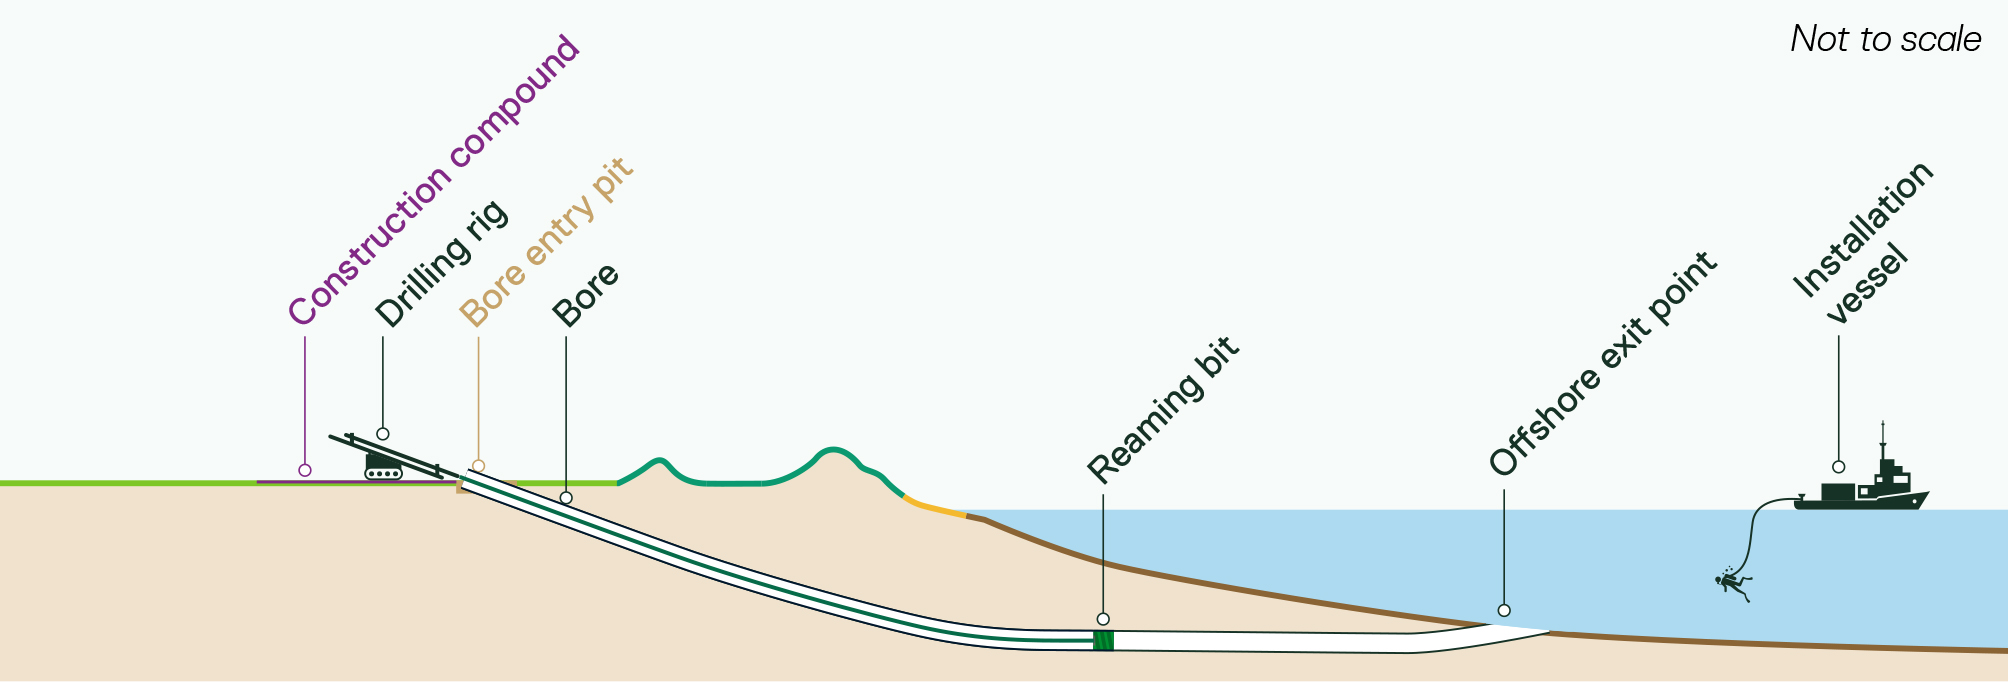 Not to scale
Construction compound
Drilling rig
Bore entry pit
Bore
Reaming bit
Offshore exit point
Installation
vessel